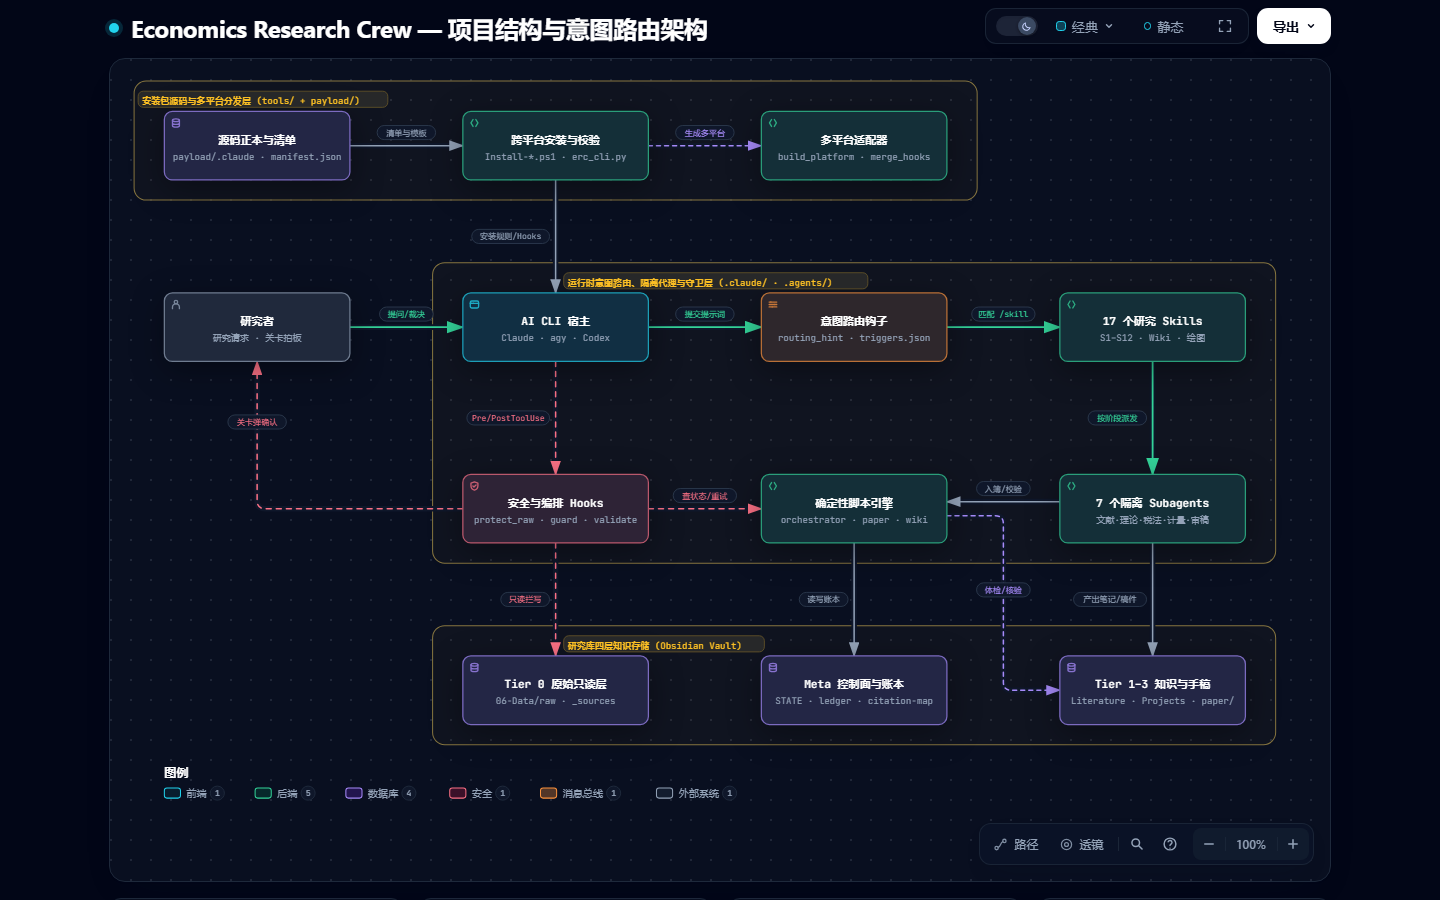 Economics Research Crew — 项目结构与意图路由架构
经典
静态
导出
安装包源码与多平台分发层 (tools/ + payload/)
源码正本与清单
payload/.claude · manifest.json
清单与模板
跨平台安装与校验
Install-*.ps1 · erc_cli.py
生成多平台
多平台适配器
build_platform · merge_hooks
安装规则/Hooks
运行时意图路由、隔离代理与守卫层 (.claude/ · .agents/)
研究者
研究请求 · 关卡拍板
提问/裁决
AI CLI 宿主
Claude · agy · Codex
提交提示词
意图路由钩子
routing_hint · triggers.json
匹配 /skill
17 个研究 Skills
S1-S12 · Wiki · 绘图
关卡弹确认
Pre/PostToolUse
按阶段派发
安全与编排 Hooks
protect_raw · guard · validate
查状态/重试
确定性脚本引擎
orchestrator · paper · wiki
入簿/校验
7 个隔离 Subagents
文献·理论·税法·计量·审稿
只读拦写
读写账本
体检/核验
产出笔记/稿件
研究库四层知识存储 (Obsidian Vault)
Tier 0 原始只读层
06-Data/raw · _sources
Meta 控制面与账本
STATE · ledger · citation-map
Tier 1-3 知识与手稿
Literature · Projects · paper/
图例
前端 1
后端 5
数据库 4
安全 1
消息总线 1
外部系统 1
路径
透镜
100%